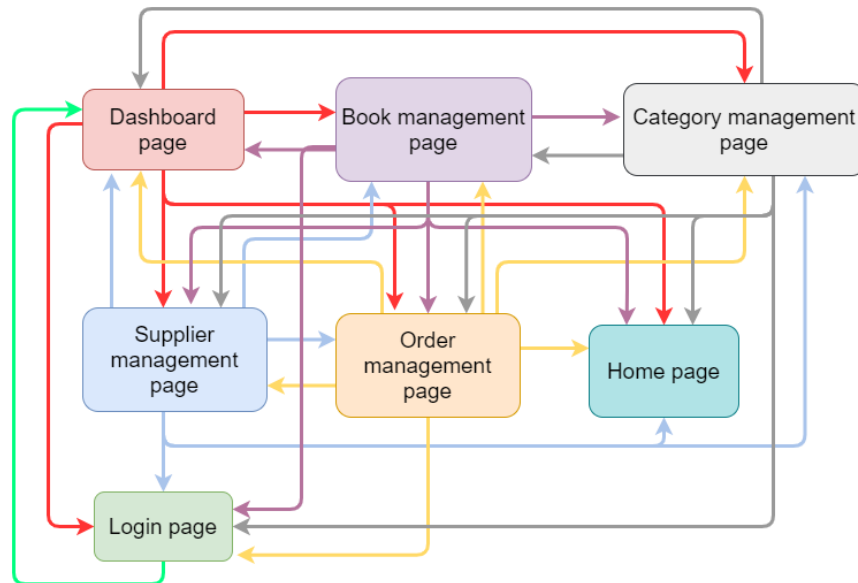 Dashboard
page
Book management
page
Category management
page
Supplier
management
page
Order
management
page
Home page
Login page